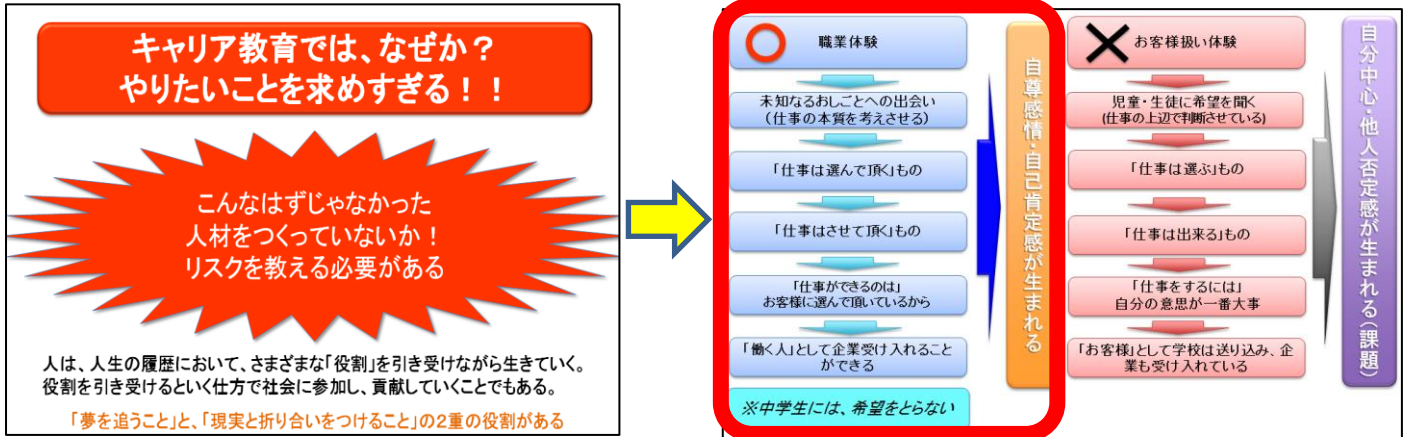 キャリア教育では、なぜか？
やりたいことを求めすぎる！！
こんなはずじゃなかった
人材をつくっていないか！
リスクを教える必要がある
人は、人生の履歴において、さまざまな「役割」を引き受けながら生きていく。
役割を引き受けるといく仕方で社会に参加し、貢献していくことでもある。
「夢を追うこと」と、「現実と折り合いをつけること」の2重の役割がある
職業体験
未知なるおしごとへの出会い
（仕事の本質を考えさせる）
「仕事は選んで頂く」もの
「仕事はさせて頂く」もの
「仕事ができるのは」
お客様に選んで頂いているから
「働く人」として企業受け入れること
ができる
※中学生には、希望をとらない
自尊感情・自己肯定感が生まれる
お客様扱い体験
児童・生徒に希望を聞く
(仕事の上辺で判断させている)
「仕事は選ぶ」もの
「仕事は出来る」もの
「仕事をするには」
自分の意思が一番大事
「お客様」として学校は送り込み、企
業も受け入れている
自分中心・他人否定感が生まれる（課題）